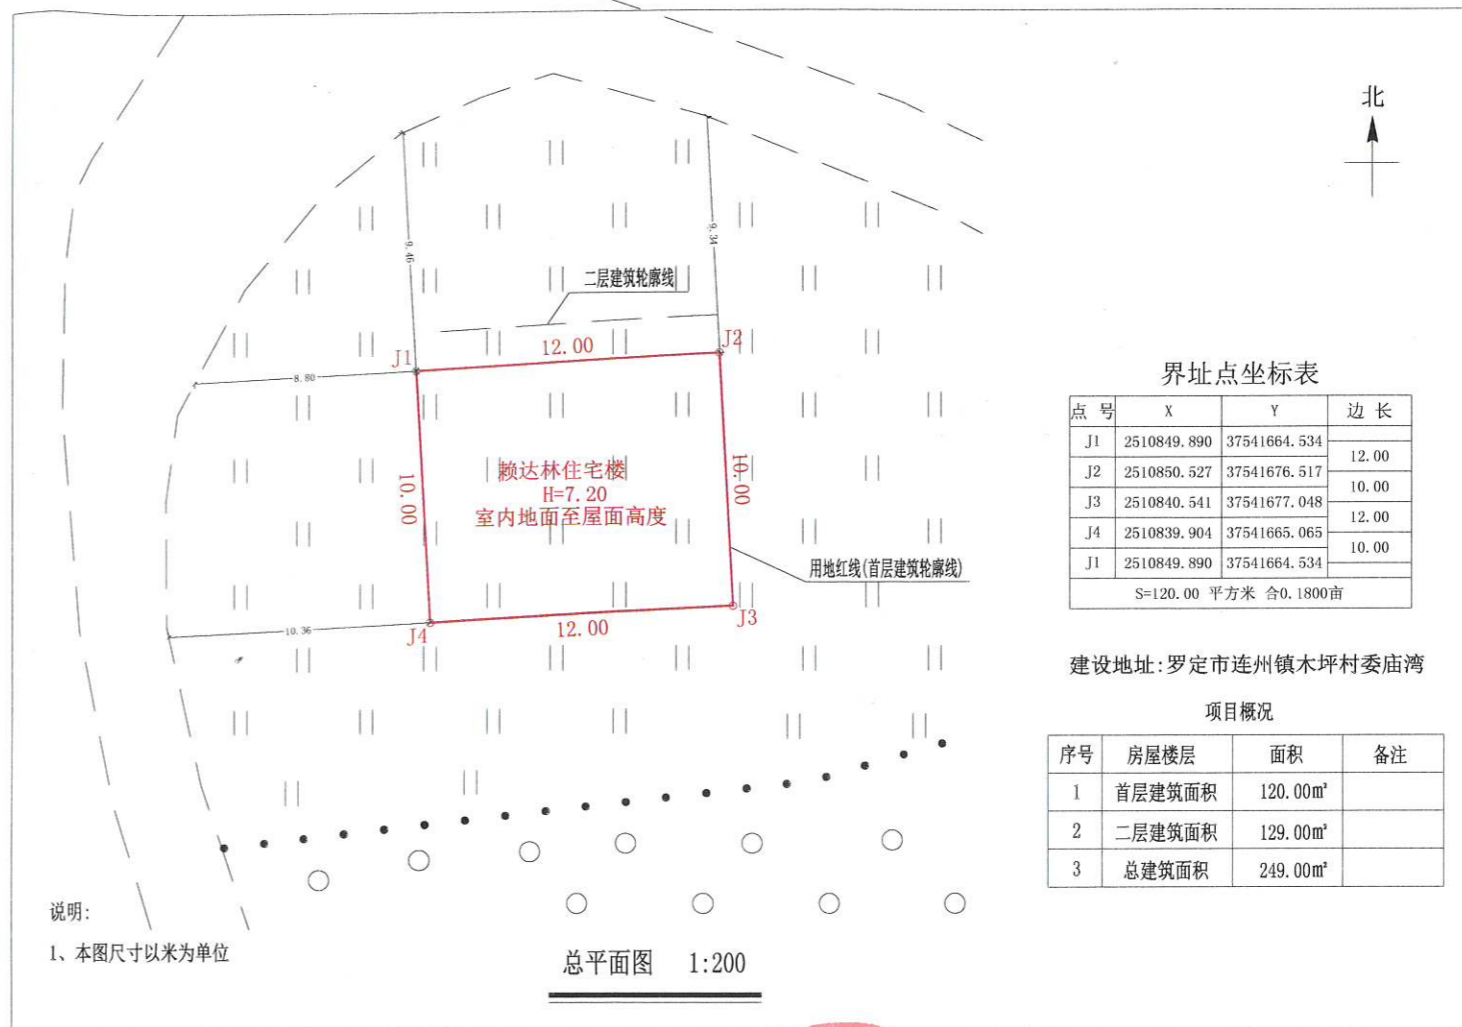 北
9.46
9.34
二层建筑轮廓线
J1
12.00
J2
8.80
赖达林住宅楼
H=7.20
室内地面至屋面高度
10.00
10.00
用地红线(首层建筑轮廓线)
10.36
J4
12.00
J3
界址点坐标表
点 号 X Y 边 长
J1 2510849.890 37541664.534
12.00
J2 2510850.527 37541676.517
10.00
J3 2510840.541 37541677.048
12.00
J4 2510839.904 37541665.065
10.00
J1 2510849.890 37541664.534
S=120.00 平方米 合0.1800亩
建设地址:罗定市连州镇木坪村委庙湾
项目概况
序号 房屋楼层 面积 备注
1 首层建筑面积 120.00m²
2 二层建筑面积 129.00m²
3 总建筑面积 249.00m²
说明:
1、本图尺寸以米为单位
总平面图 1:200